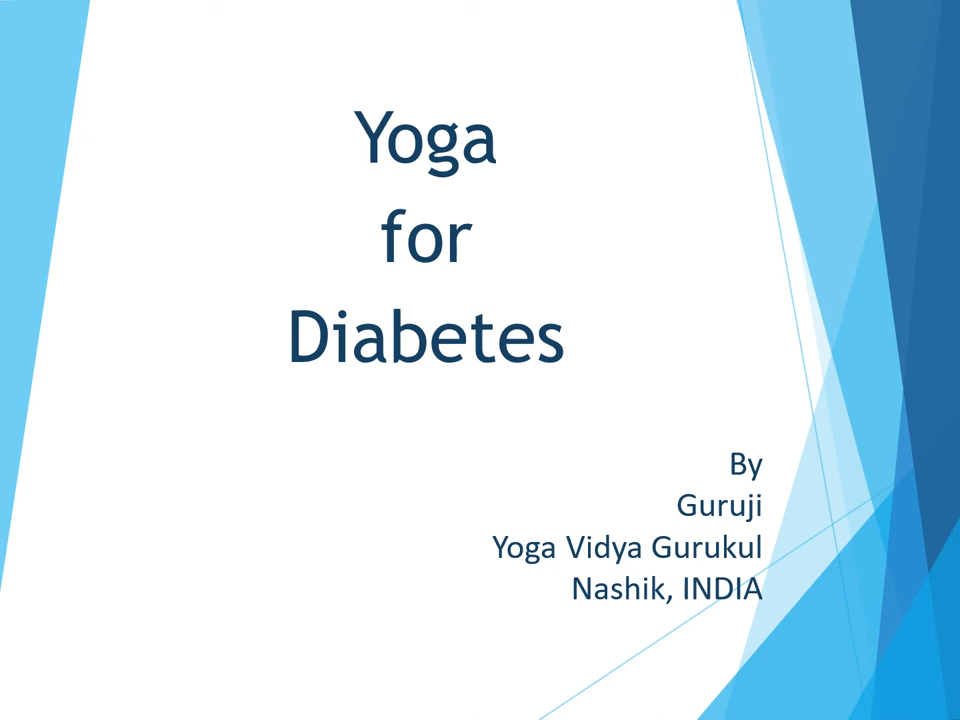 Yoga
for
Diabetes
By
Guruji
Yoga Vidya Gurukul
Nashik, INDIA